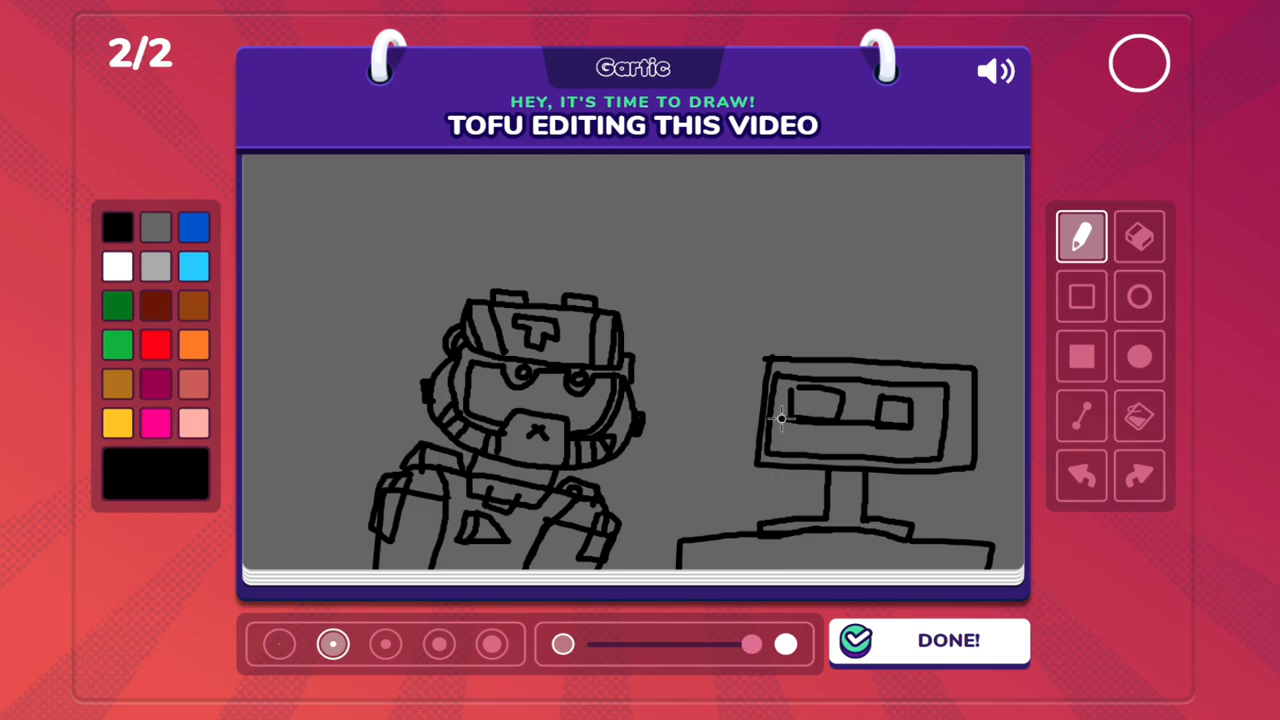 2/2
Gartic
HEY, IT'S TIME TO DRAW!
TOFU EDITING THIS VIDEO
T
DONE!